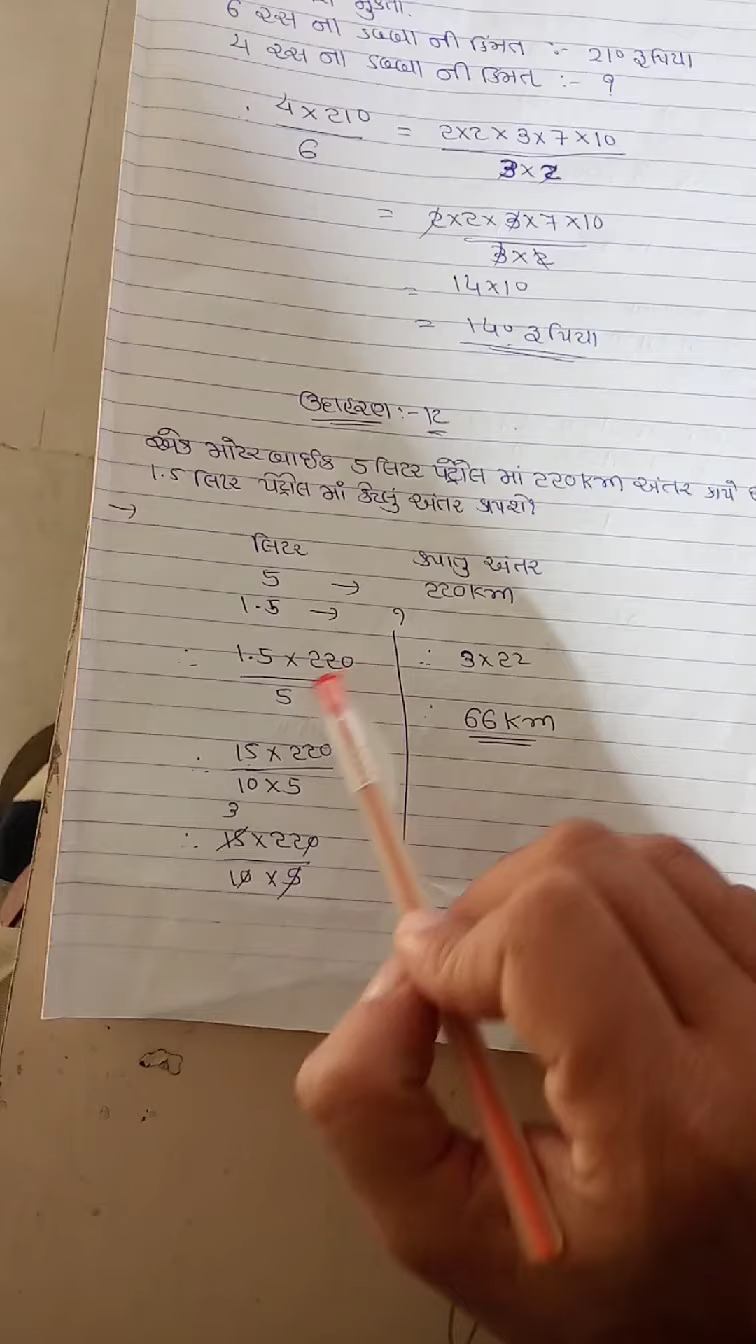 નુકતા.
6 રસ ના ડબ્બા ની કિંમત :- 210 રૂપિયા
4 રસ ના ડબ્બા ની કિંમત :- ?
∴ 4×210 / 6 = 2×2×3×7×10 / 3×2
= 2×2×3×7×10 / 3×2
= 14×10
= 140 રૂપિયા
ઉદાહરણ :- 12
એક મોટરબાઈક 5 લિટર પેટ્રોલ માં 220km અંતર કાપે
1.5 લિટર પેટ્રોલ માં કેટલું અંતર કાપશે?
→
લિટર કપાતુ અંતર
5 → 220km
1.5 → ?
∴ 1.5×220 / 5
∴ 15×220 / 10×5
3
∴ 15×220 / 10×5
∴ 3×22
∴ 66km